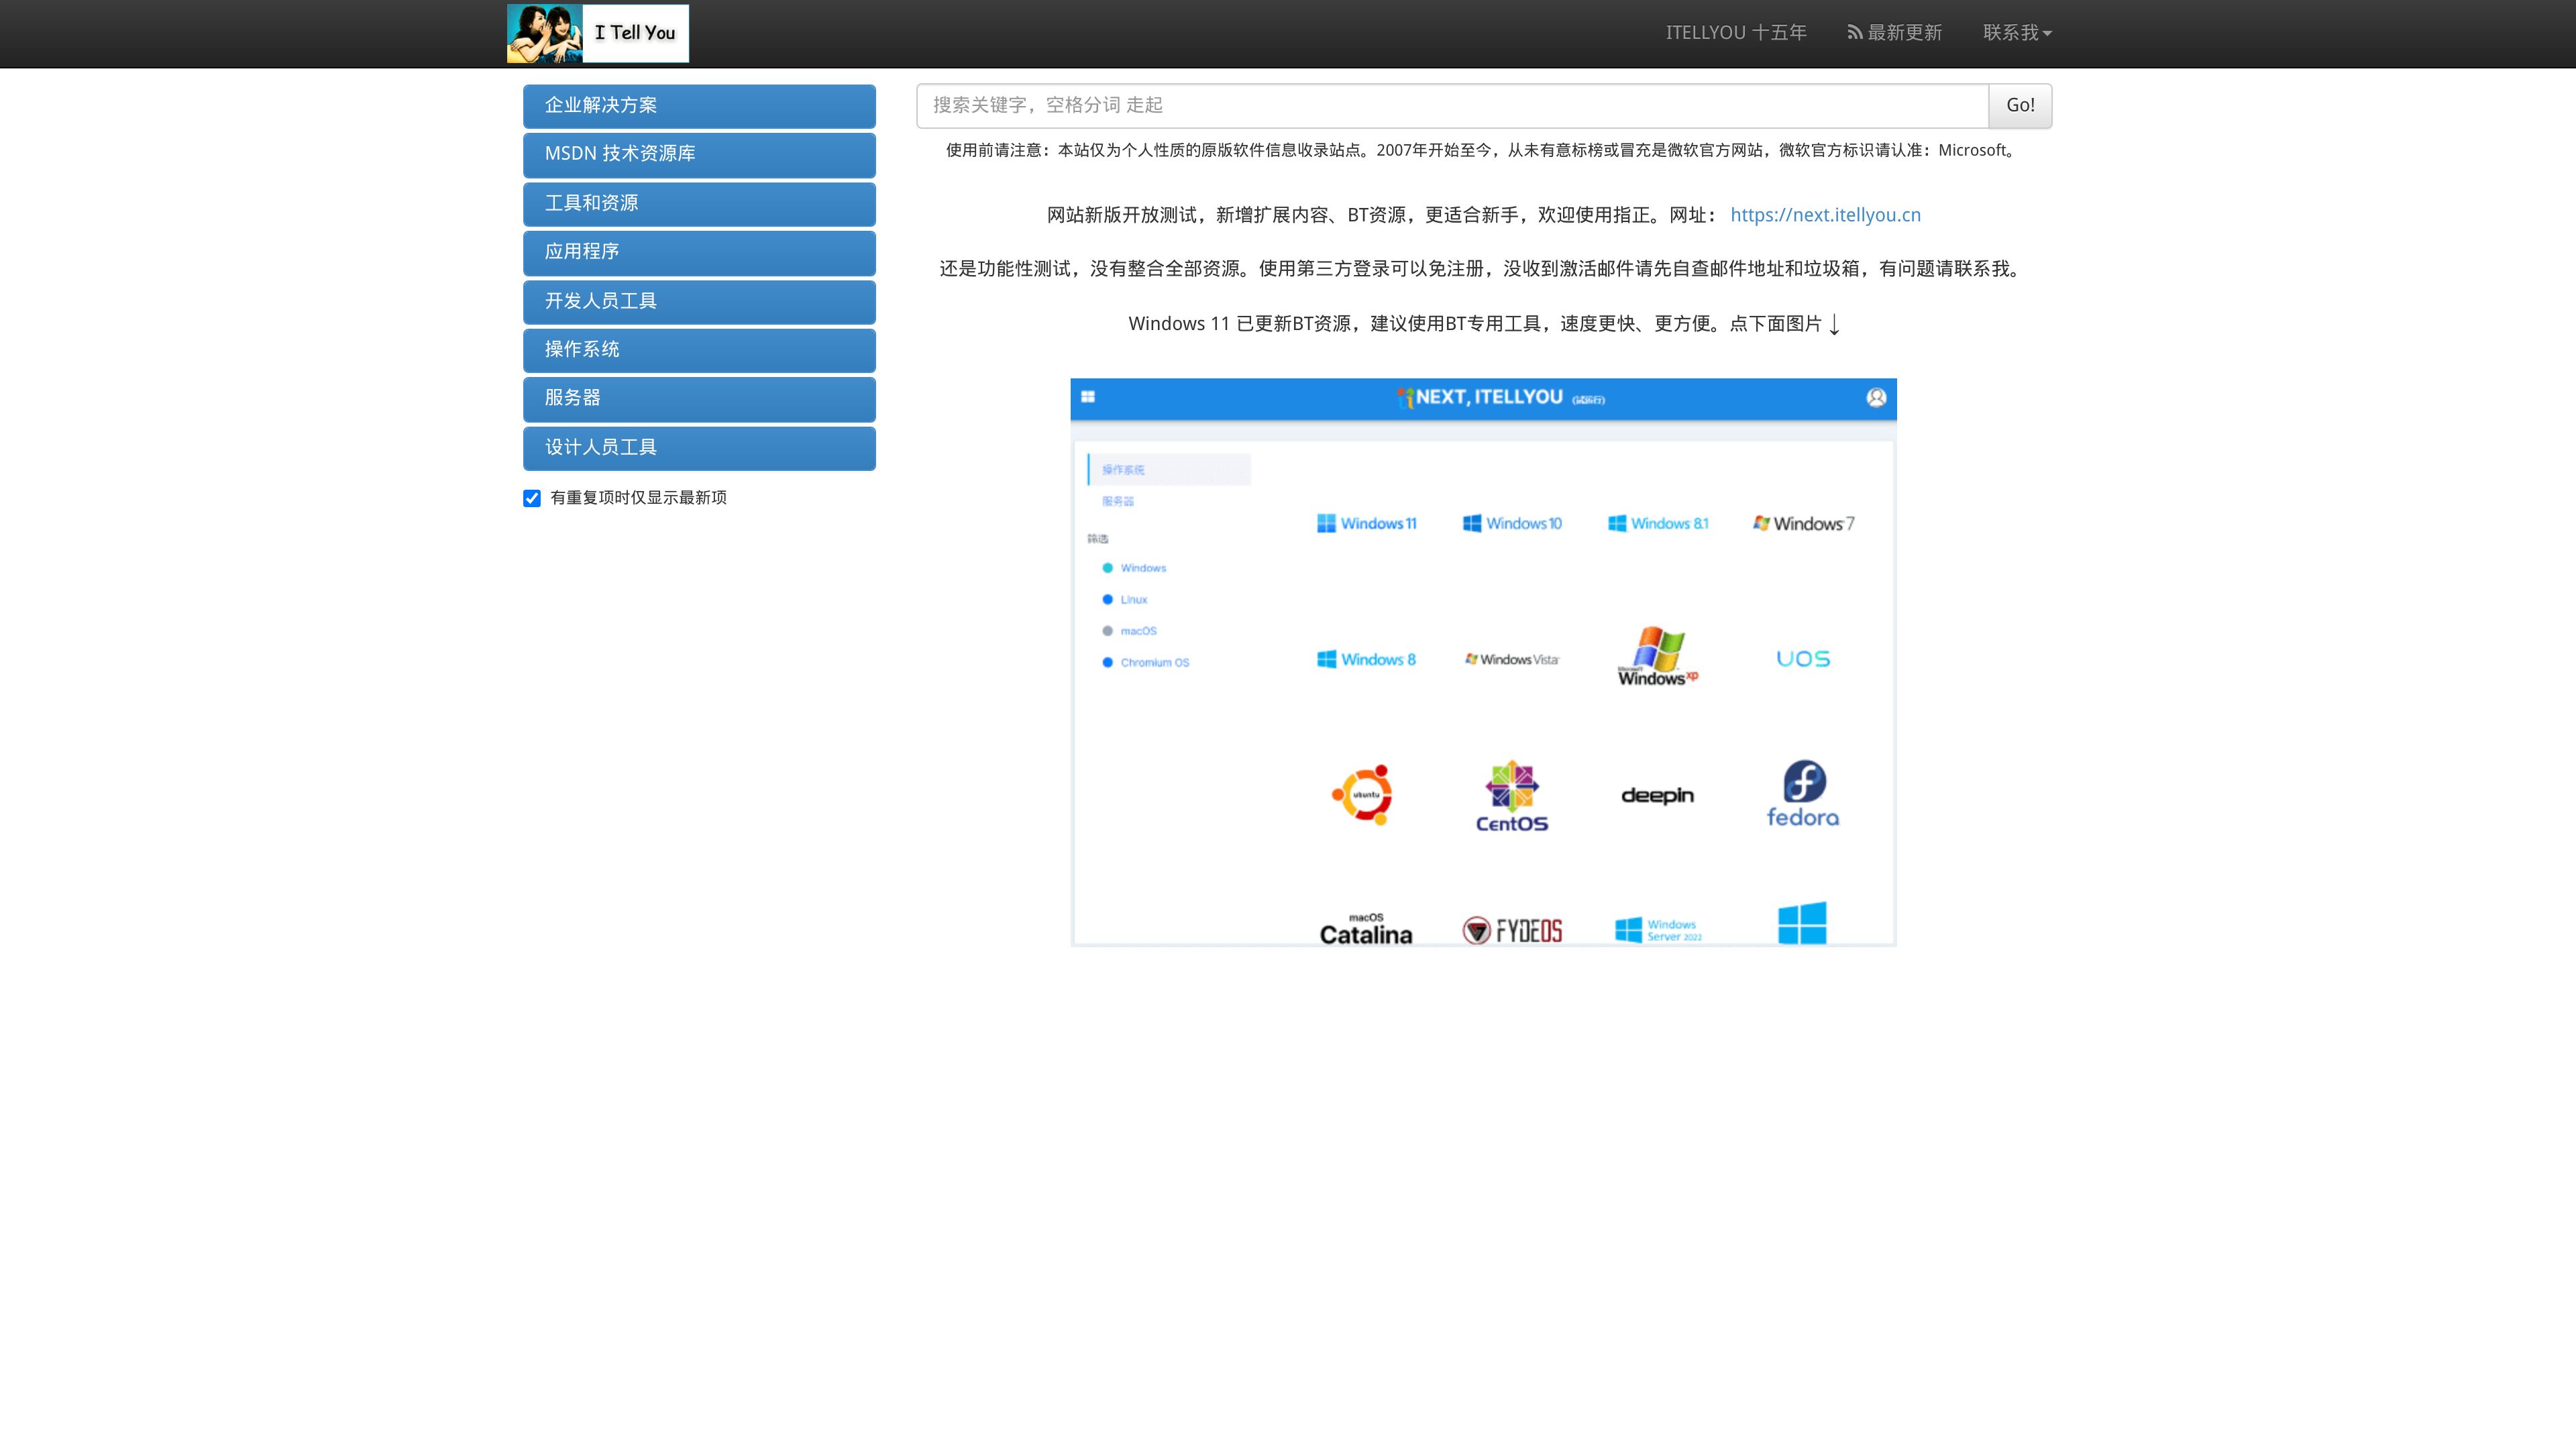 I Tell You
ITELLYOU 十五年
最新更新
联系我
企业解决方案
MSDN 技术资源库
工具和资源
应用程序
开发人员工具
操作系统
服务器
设计人员工具
有重复项时仅显示最新项
搜索关键字，空格分词 走起
Go!
使用前请注意：本站仅为个人性质的原版软件信息收录站点。2007年开始至今，从未有意标榜或冒充是微软官方网站，微软官方标识请认准：Microsoft。
网站新版开放测试，新增扩展内容、BT资源，更适合新手，欢迎使用指正。网址： https://next.itellyou.cn
还是功能性测试，没有整合全部资源。使用第三方登录可以免注册，没收到激活邮件请先自查邮件地址和垃圾箱，有问题请联系我。
Windows 11 已更新BT资源，建议使用BT专用工具，速度更快、更方便。点下面图片↓
NEXT, ITELLYOU (试运行)
操作系统
服务器
筛选
Windows
Linux
macOS
Chromium OS
Windows 11
Windows 10
Windows 8.1
Windows 7
Windows 8
Windows Vista
Microsoft
Windows xp
UOS
ubuntu
CentOS
deepin
fedora
macOS
Catalina
FYDEOS
Windows
Server 2022